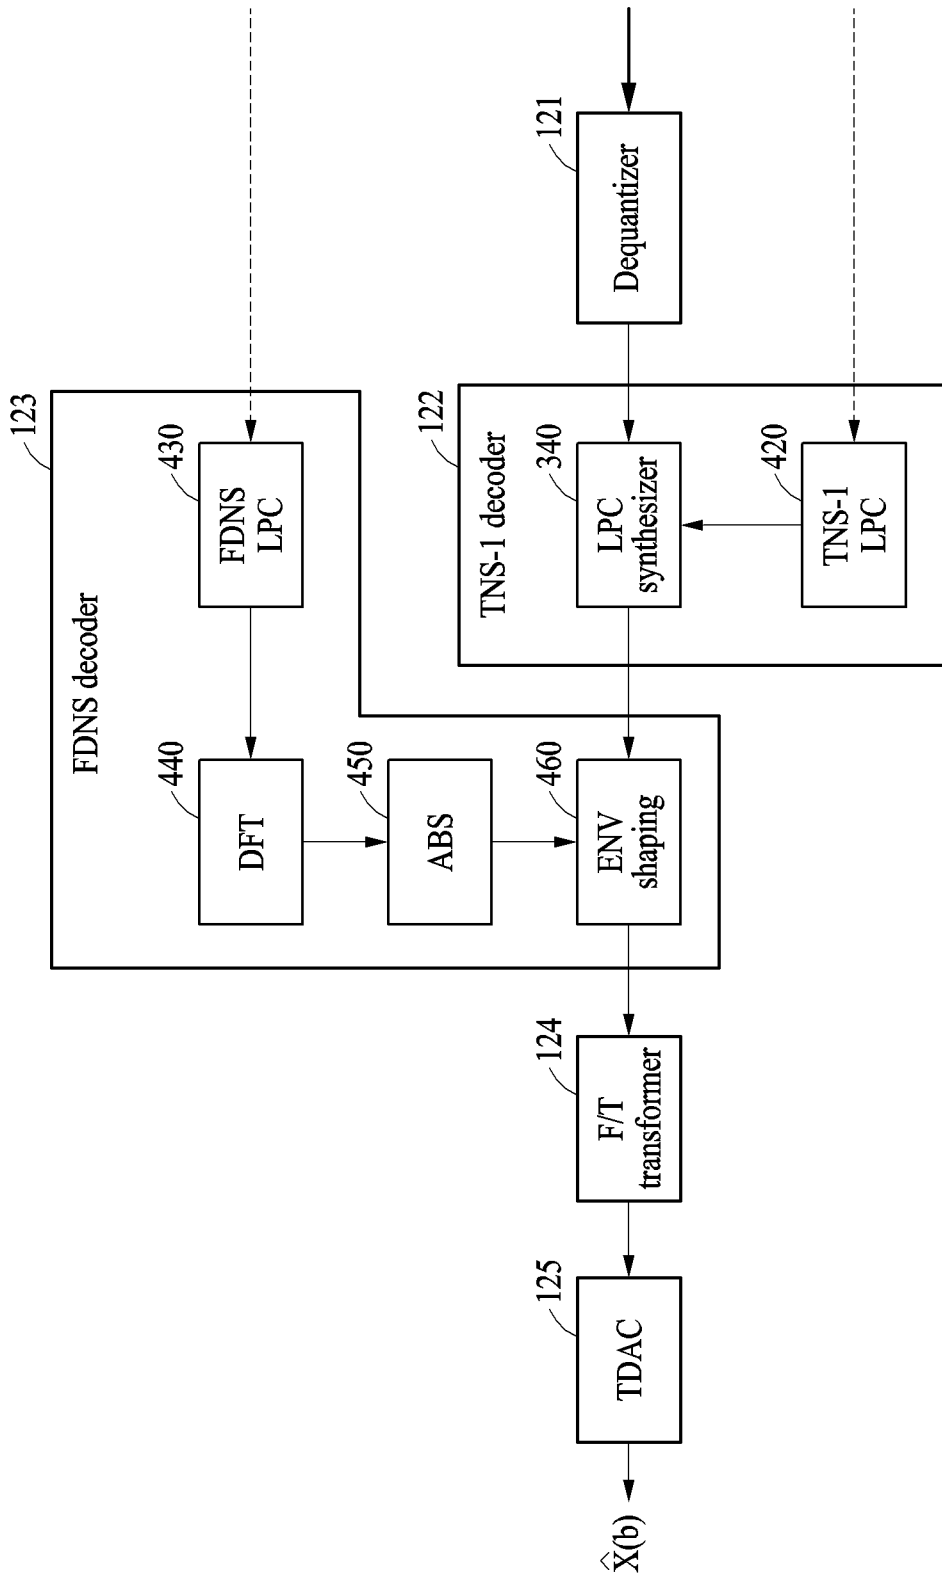 123
FDNS decoder
430
FDNS
LPC
440
DFT
450
ABS
460
ENV
shaping
122
TNS-1 decoder
340
LPC
synthesizer
420
TNS-1
LPC
121
Dequantizer
124
F/T
transformer
125
TDAC
X̂(b)